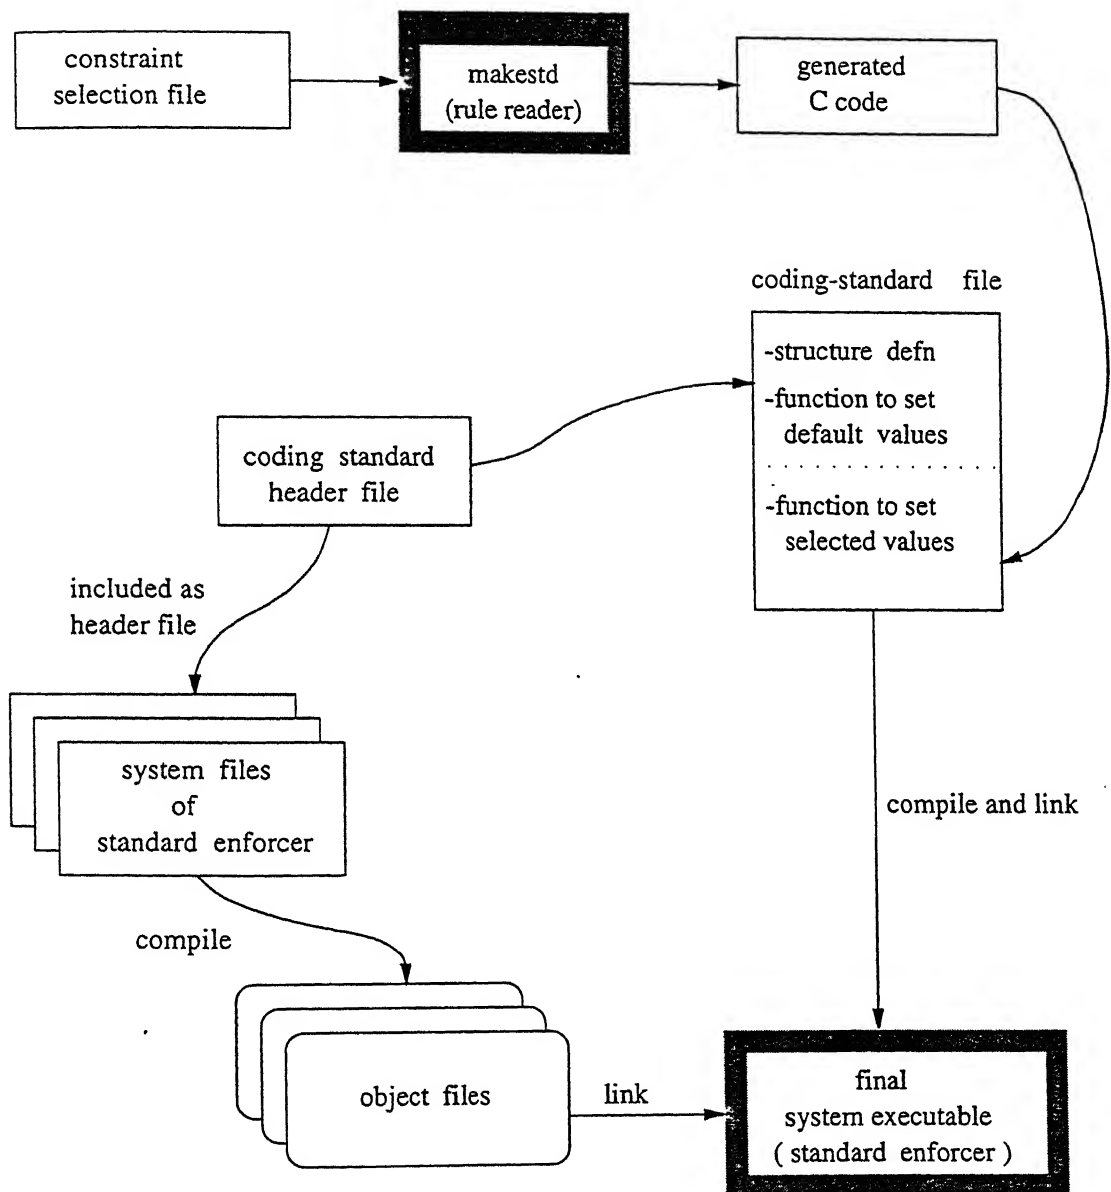 constraint
selection file
makestd
(rule reader)
generated
C code
coding-standard file
-structure defn
-function to set
default values
-function to set
selected values
coding standard
header file
included as
header file
system files
of
standard enforcer
compile and link
compile
object files
link
final
system executable
( standard enforcer )